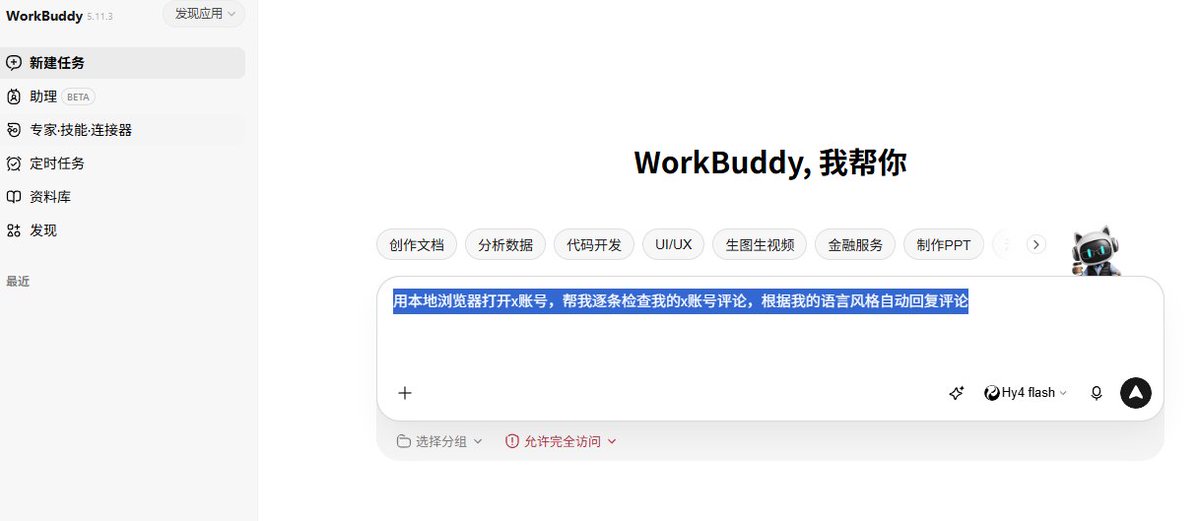 WorkBuddy 5.11.3
发现应用
新建任务
助理 BETA
专家·技能·连接器
定时任务
资料库
发现
最近
WorkBuddy, 我帮你
创作文档 分析数据 代码开发 UI/UX 生图生视频 金融服务 制作PPT
用本地浏览器打开x账号，帮我逐条检查我的x账号评论，根据我的语言风格自动回复评论
Hy4 flash
选择分组 允许完全访问